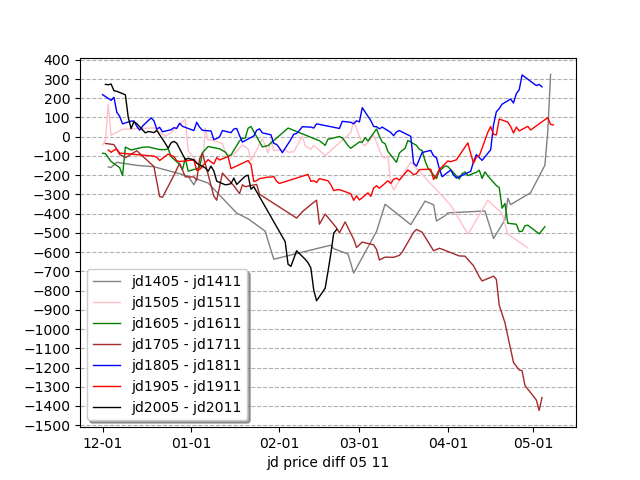 400
300
200
100
0
−100
−200
−300
−400
−500
−600
−700
−800
−900
−1000
−1100
−1200
−1300
−1400
−1500
jd1405 - jd1411
jd1505 - jd1511
jd1605 - jd1611
jd1705 - jd1711
jd1805 - jd1811
jd1905 - jd1911
jd2005 - jd2011
12-01 01-01 02-01 03-01 04-01 05-01
jd price diff 05 11